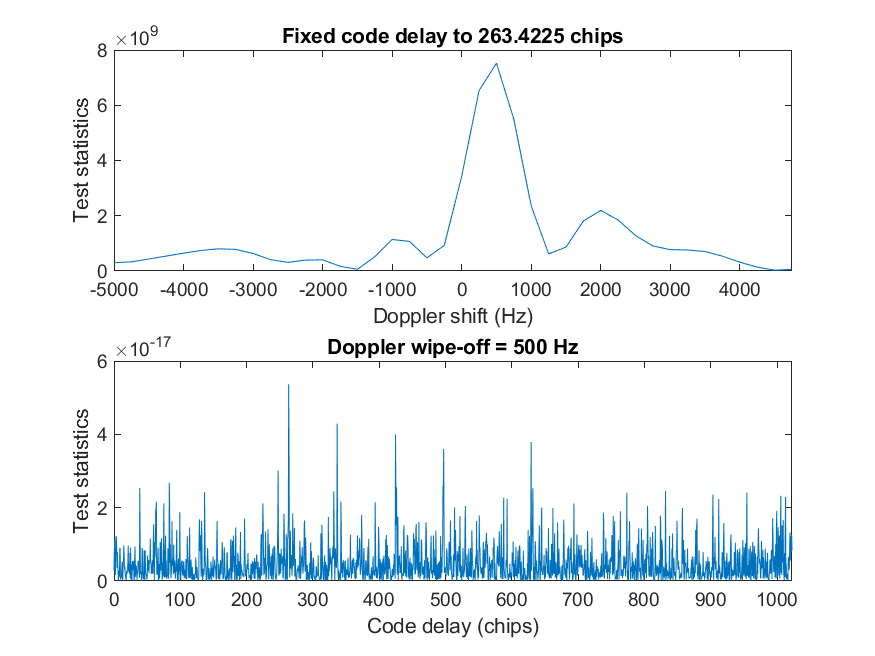 Fixed code delay to 263.4225 chips
×10^9
8
6
4
2
0
Test statistics
-5000 -4000 -3000 -2000 -1000 0 1000 2000 3000 4000
Doppler shift (Hz)
Doppler wipe-off = 500 Hz
×10^-17
6
4
2
0
Test statistics
0 100 200 300 400 500 600 700 800 900 1000
Code delay (chips)